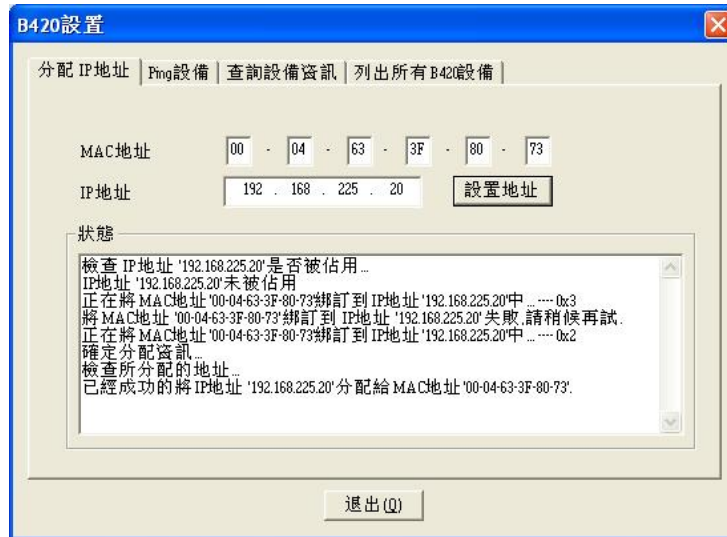 B420設置
分配 IP地址 Ping設備 查詢設備資訊 列出所有 B420設備
MAC地址 00 - 04 - 63 - 3F - 80 - 73
IP地址 192 . 168 . 225 . 20 設置地址
狀態
檢查 IP地址 '192.168.225.20'是否被佔用...
IP地址 '192.168.225.20'未被佔用
正在將 MAC地址'00-04-63-3F-80-73'綁訂到 IP地址'192.168.225.20'中 ... ---- 0x3
將 MAC地址 '00-04-63-3F-80-73'綁訂到 IP地址 '192.168.225.20'失敗,請稍候再試.
正在將 MAC地址'00-04-63-3F-80-73'綁訂到 IP地址'192.168.225.20'中 ... ---- 0x2
確定分配資訊...
檢查所分配的地址...
已經成功的將 IP地址 '192.168.225.20'分配給 MAC地址'00-04-63-3F-80-73'.
退出(Q)